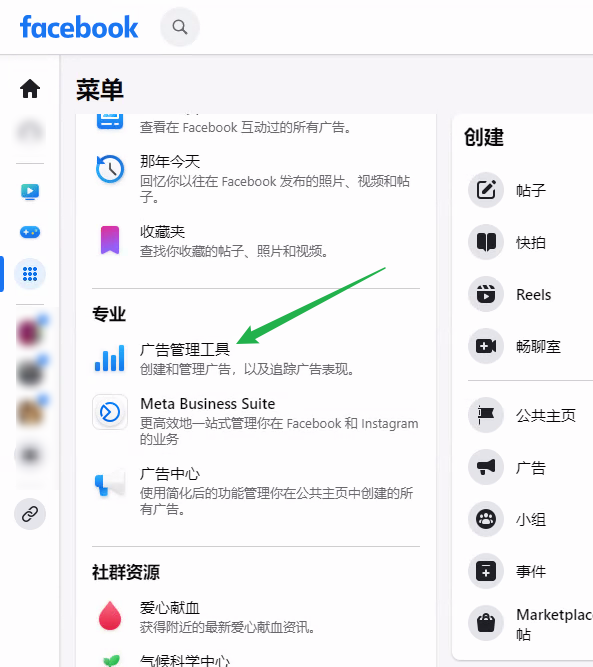 facebook
菜单
查看在 Facebook 互动过的所有广告。
那年今天
回忆你以往在 Facebook 发布的照片、视频和帖
子。
收藏夹
查找你收藏的帖子、照片和视频。
专业
广告管理工具
创建和管理广告，以及追踪广告表现。
Meta Business Suite
更高效地一站式管理你在 Facebook 和 Instagram
的业务
广告中心
使用简化后的功能管理你在公共主页中创建的所
有广告。
社群资源
爱心献血
获得附近的最新爱心献血资讯。
气候科学中心
创建
帖子
快拍
Reels
畅聊室
公共主页
广告
小组
事件
Marketplace
帖